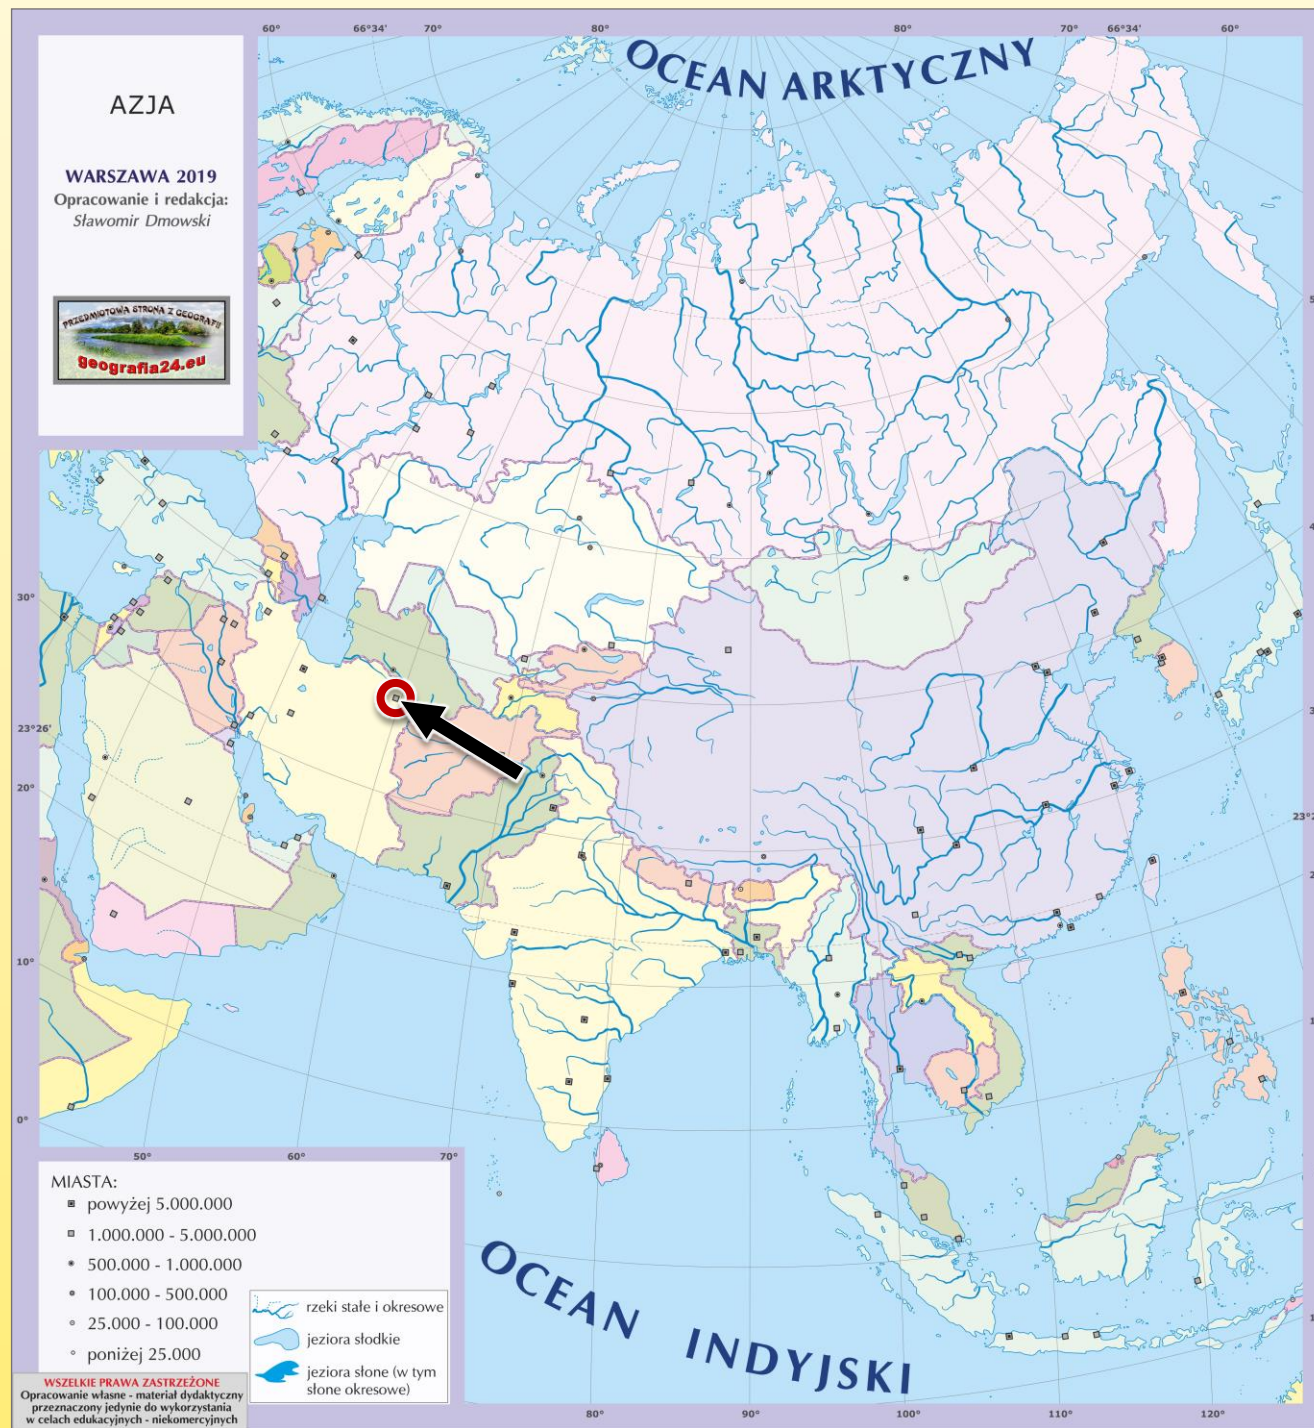 60°
66°34'
70°
80°
80°
70°
66°34'
60°
OCEAN ARKTYCZNY
AZJA
WARSZAWA 2019
Opracowanie i redakcja:
Sławomir Dmowski
PRZEDMIOTOWA STRONA Z GEOGRAFII
geografia24.eu
30°
23°26'
20°
10°
0°
50°
60°
70°
MIASTA:
powyżej 5.000.000
1.000.000 - 5.000.000
500.000 - 1.000.000
100.000 - 500.000
25.000 - 100.000
poniżej 25.000
rzeki stałe i okresowe
jeziora słodkie
jeziora słone (w tym
słone okresowe)
OCEAN INDYJSKI
WSZELKIE PRAWA ZASTRZEŻONE
Opracowanie własne - materiał dydaktyczny
przeznaczony jedynie do wykorzystania
w celach edukacyjnych - niekomercyjnych
80°
90°
100°
110°
120°